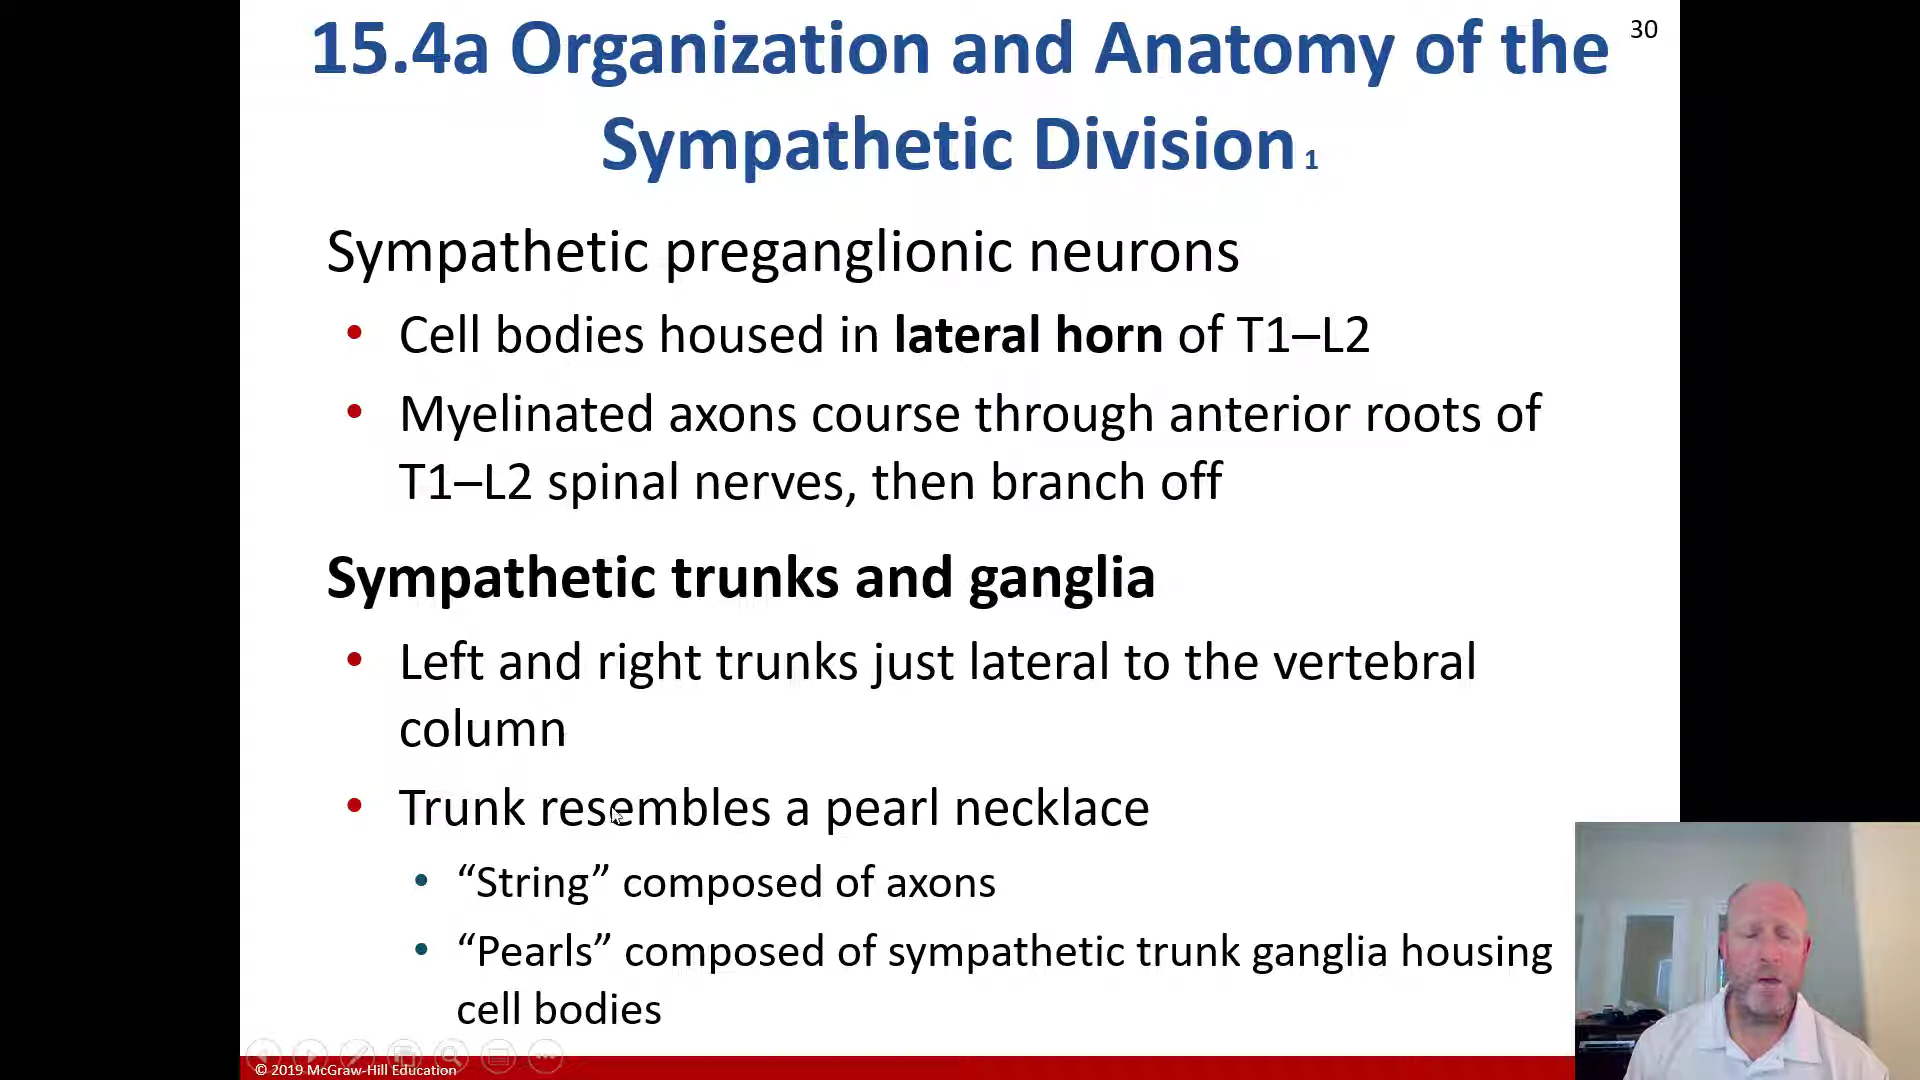 30
15.4a Organization and Anatomy of the
Sympathetic Division 1
Sympathetic preganglionic neurons
• Cell bodies housed in lateral horn of T1–L2
• Myelinated axons course through anterior roots of
T1–L2 spinal nerves, then branch off
Sympathetic trunks and ganglia
• Left and right trunks just lateral to the vertebral
column
• Trunk resembles a pearl necklace
• “String” composed of axons
• “Pearls” composed of sympathetic trunk ganglia housing
cell bodies
© 2019 McGraw-Hill Education